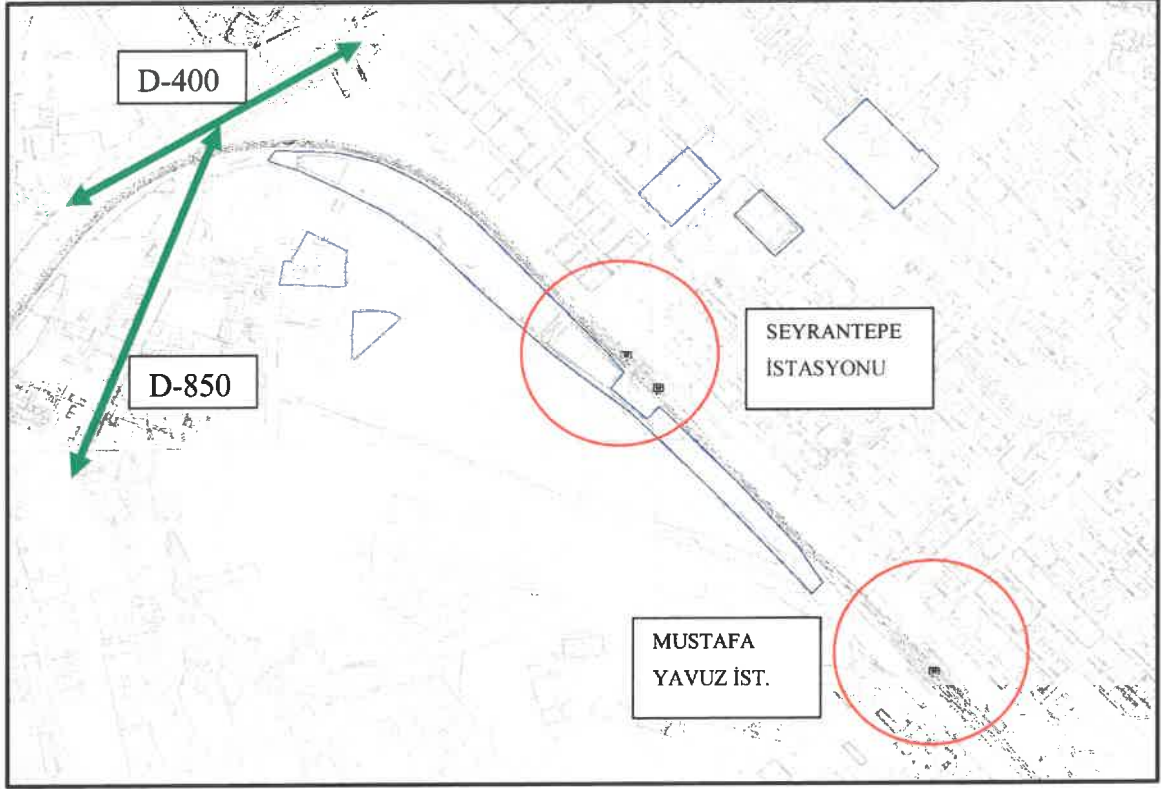 D-400
D-850
SEYRANTEPE
İSTASYONU
MUSTAFA
YAVUZ İST.